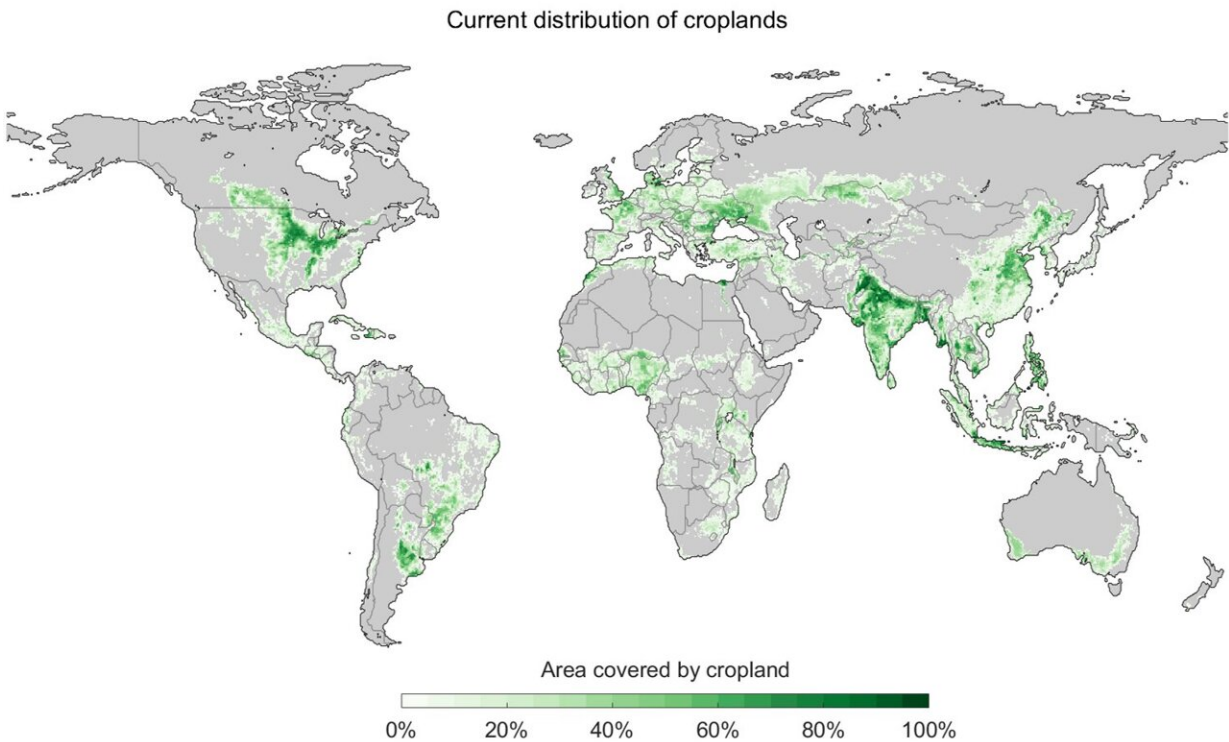 Current distribution of croplands
Area covered by cropland
0% 20% 40% 60% 80% 100%